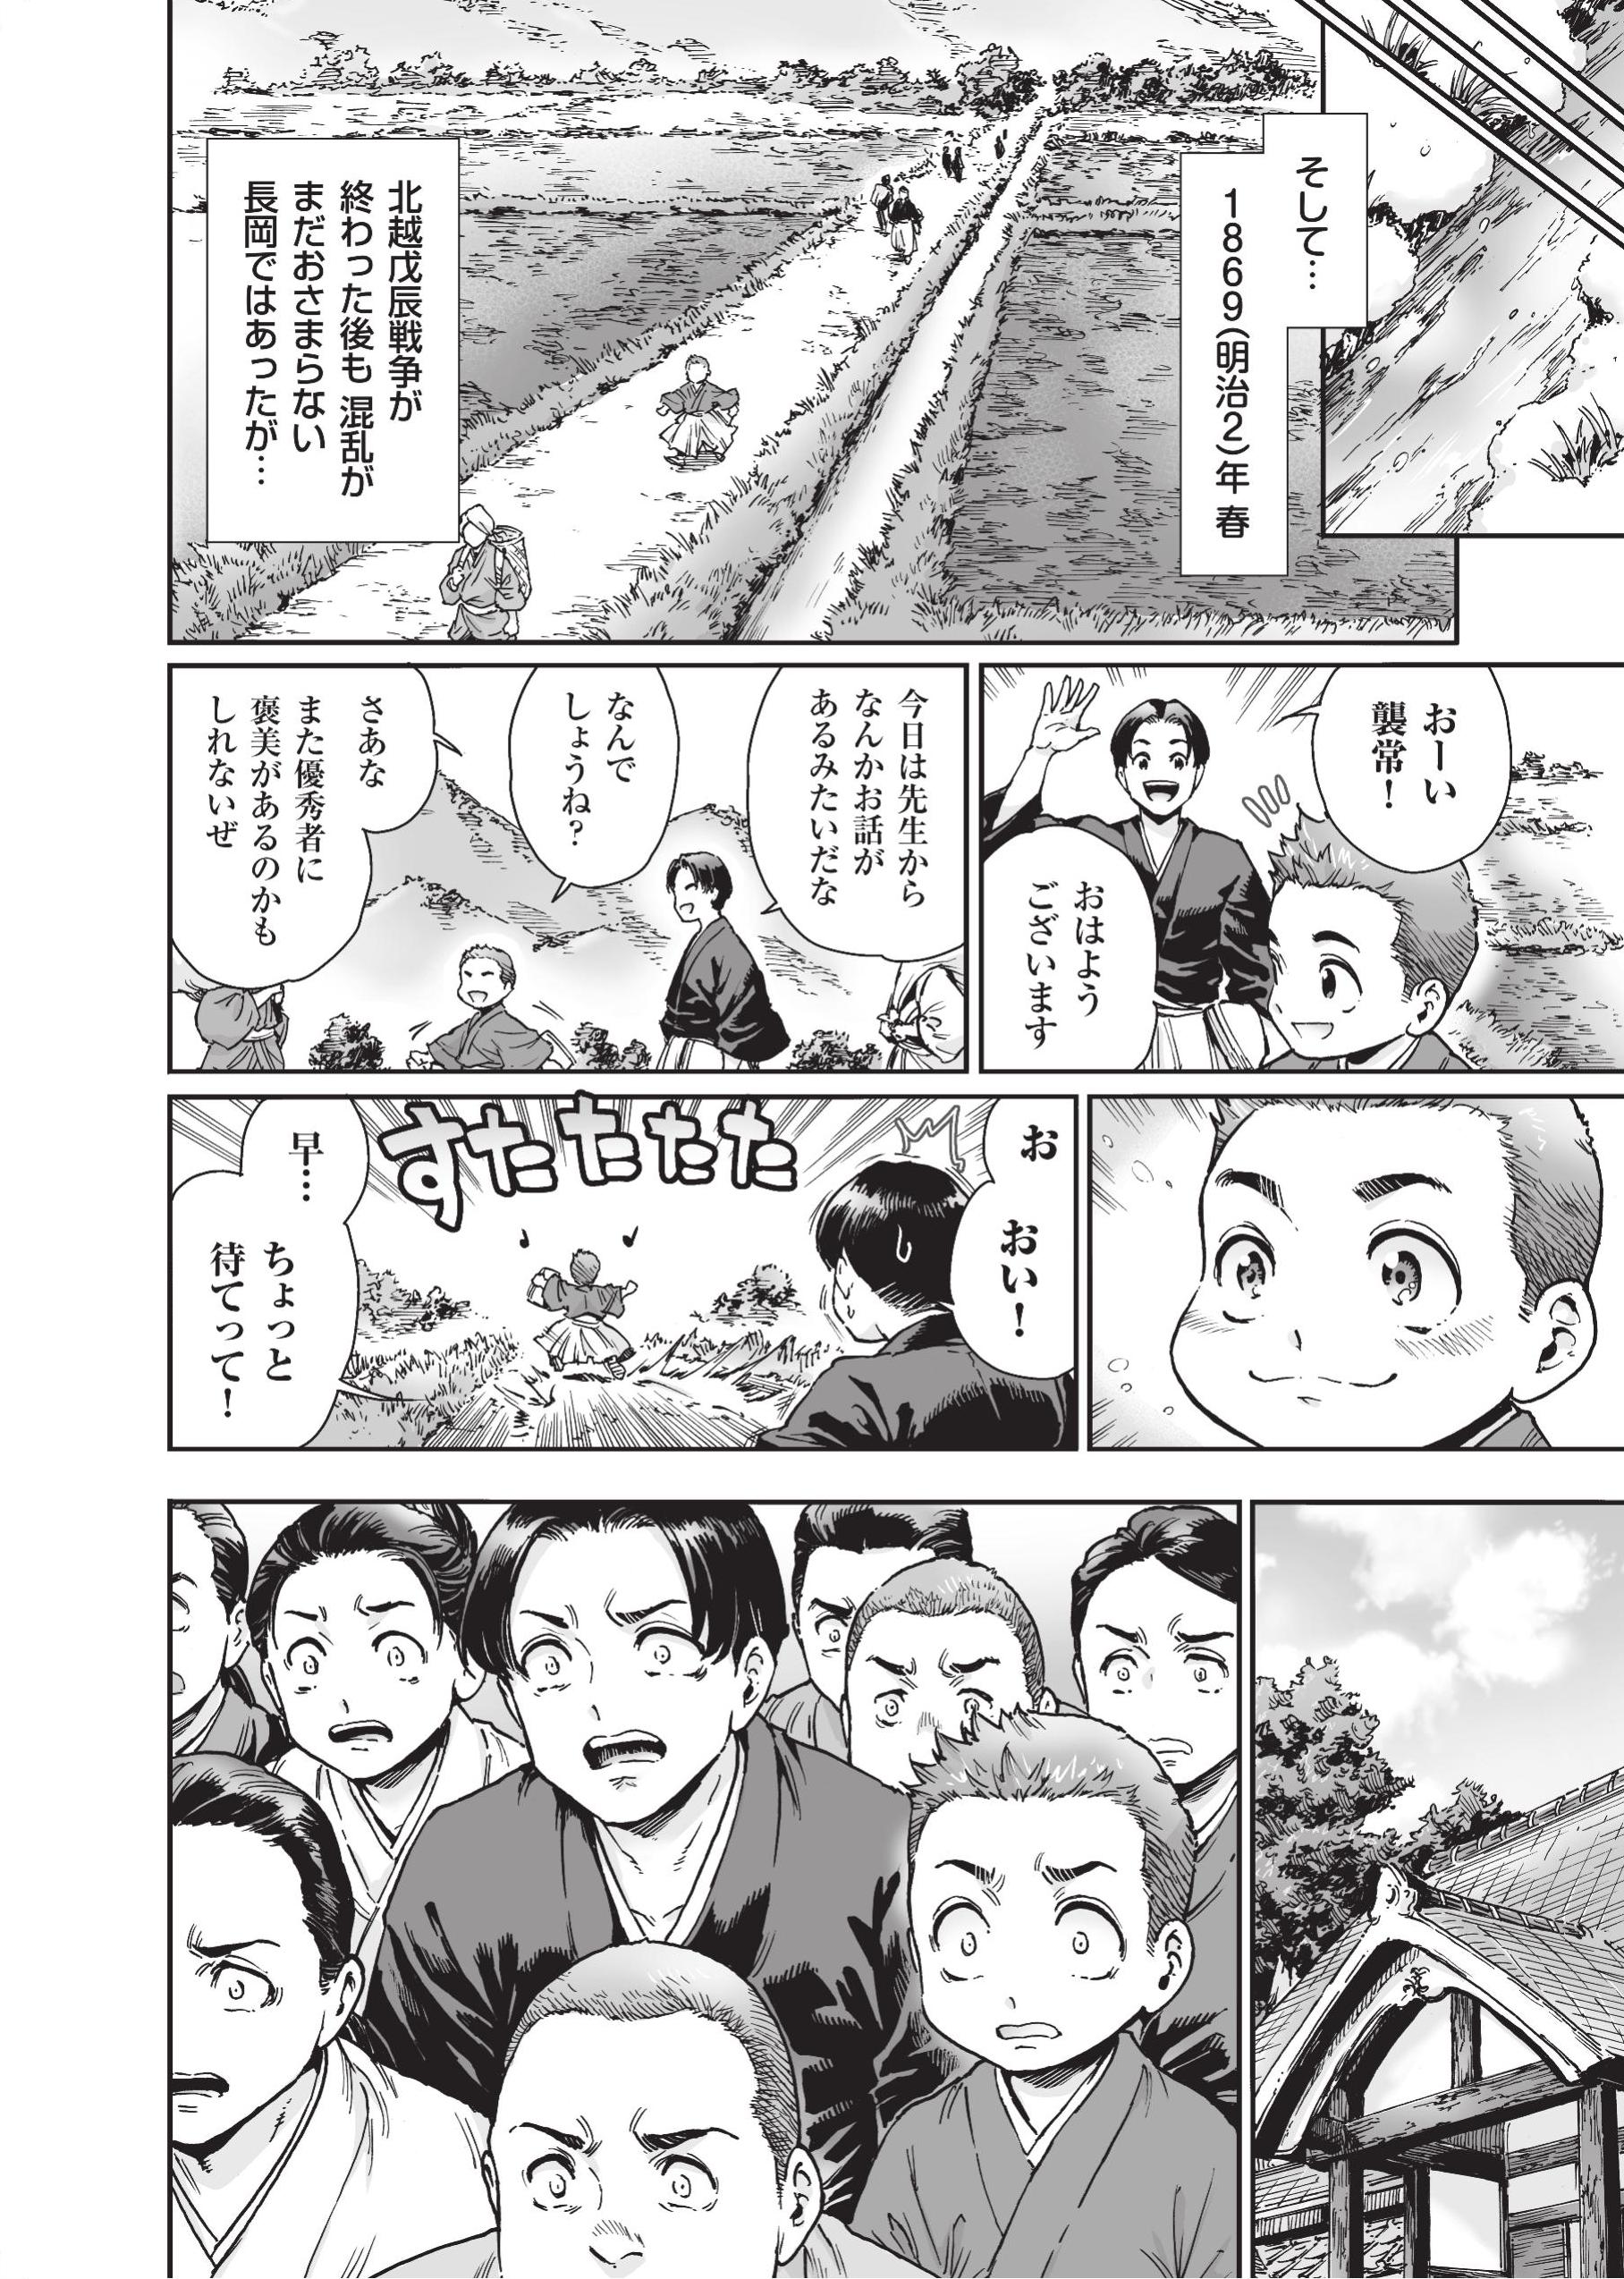 そして…
1869(明治2)年 春
北越戊辰戦争が
終わった後も 混乱が
まだおさまらない
長岡ではあったが…
おーい
襲常!
おはよう
ございます
今日は先生から
なんかお話が
あるみたいだな
なんで
しょうね?
さあな
また優秀者に
褒美があるのかも
しれないぜ
お
おい!
すたたたた
早…
ちょっと
待てって!